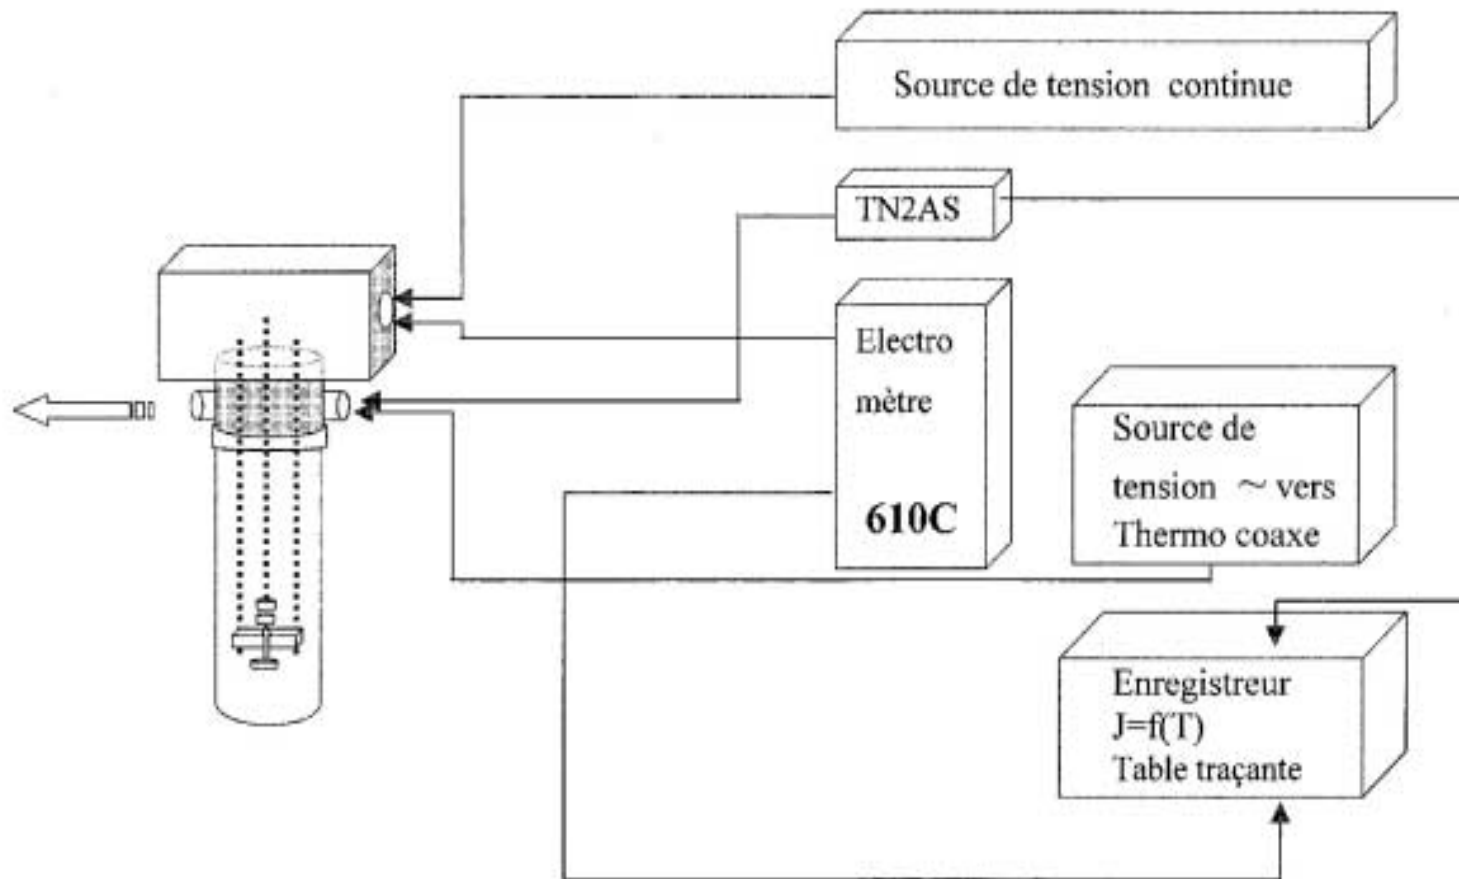 Source de tension continue
TN2AS
Electro
mètre
610C
Source de
tension ~ vers
Thermo coaxe
Enregistreur
J=f(T)
Table traçante